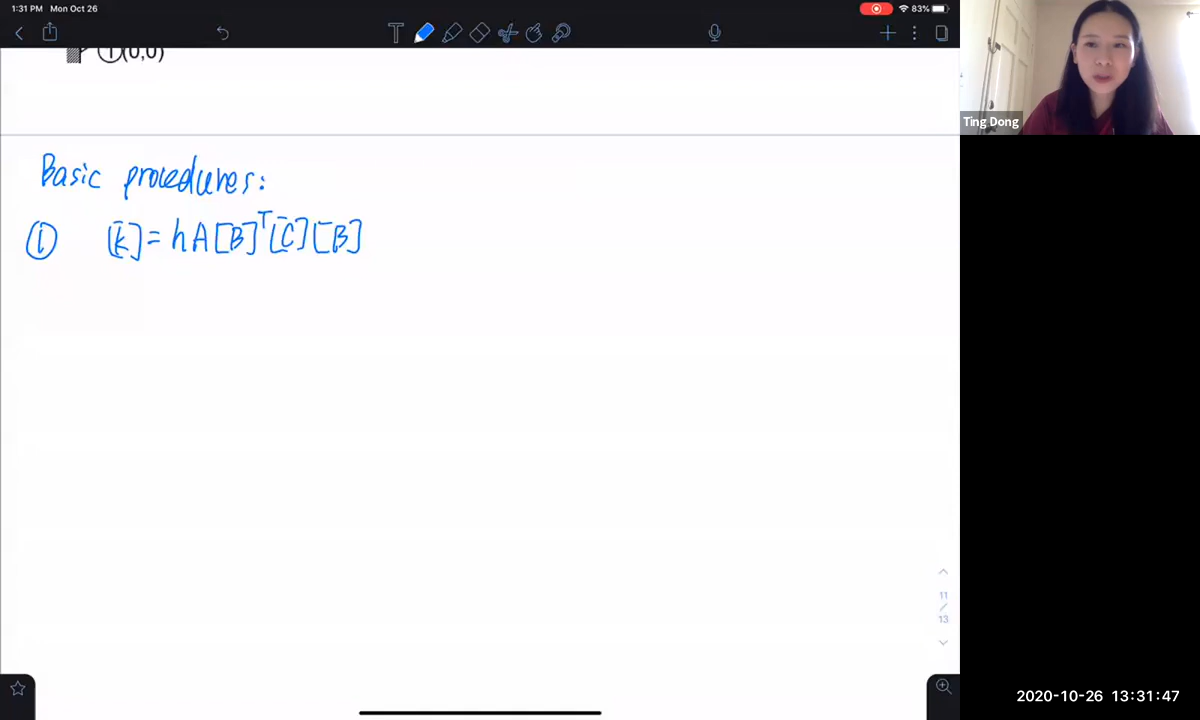 1:31 PM Mon Oct 26
83%
T
① (0,0)
Ting Dong
Basic procedures:
① [k] = hA[B]ᵀ[C][B]
11
/
13
2020-10-26 13:31:47